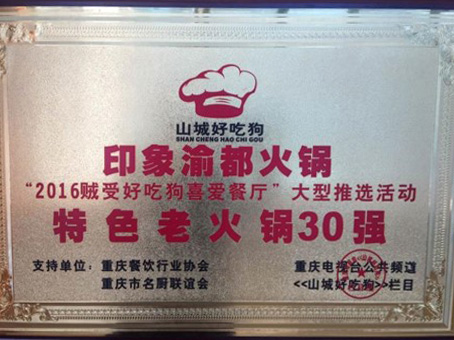 山城好吃狗
SHAN CHENG HAO CHI GOU
印象渝都火锅
“2016贼受好吃狗喜爱餐厅”大型推选活动
特色老火锅30强
支持单位：重庆餐饮行业协会
重庆市名厨联谊会
重庆电视台公共频道
<<山城好吃狗>>栏目